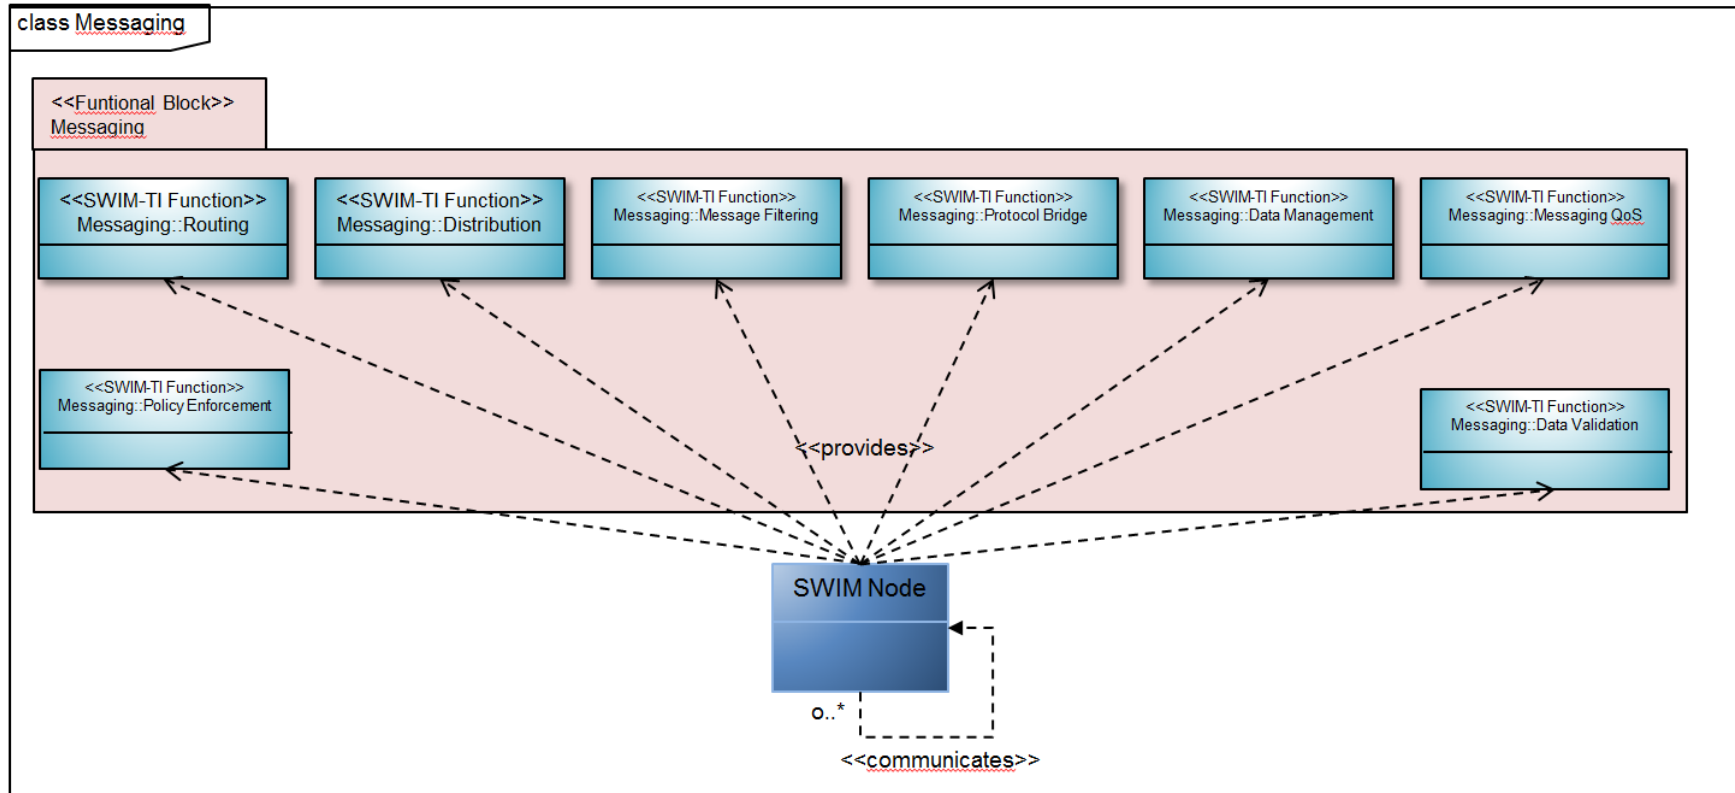 class Messaging
<<Funtional Block>>
Messaging
<<SWIM-TI Function>>
Messaging::Routing
<<SWIM-TI Function>>
Messaging::Distribution
<<SWIM-TI Function>>
Messaging::Message Filtering
<<SWIM-TI Function>>
Messaging::Protocol Bridge
<<SWIM-TI Function>>
Messaging::Data Management
<<SWIM-TI Function>>
Messaging::Messaging QoS
<<SWIM-TI Function>>
Messaging::Policy Enforcement
<<SWIM-TI Function>>
Messaging::Data Validation
<<provides>>
SWIM Node
o..*
<<communicates>>